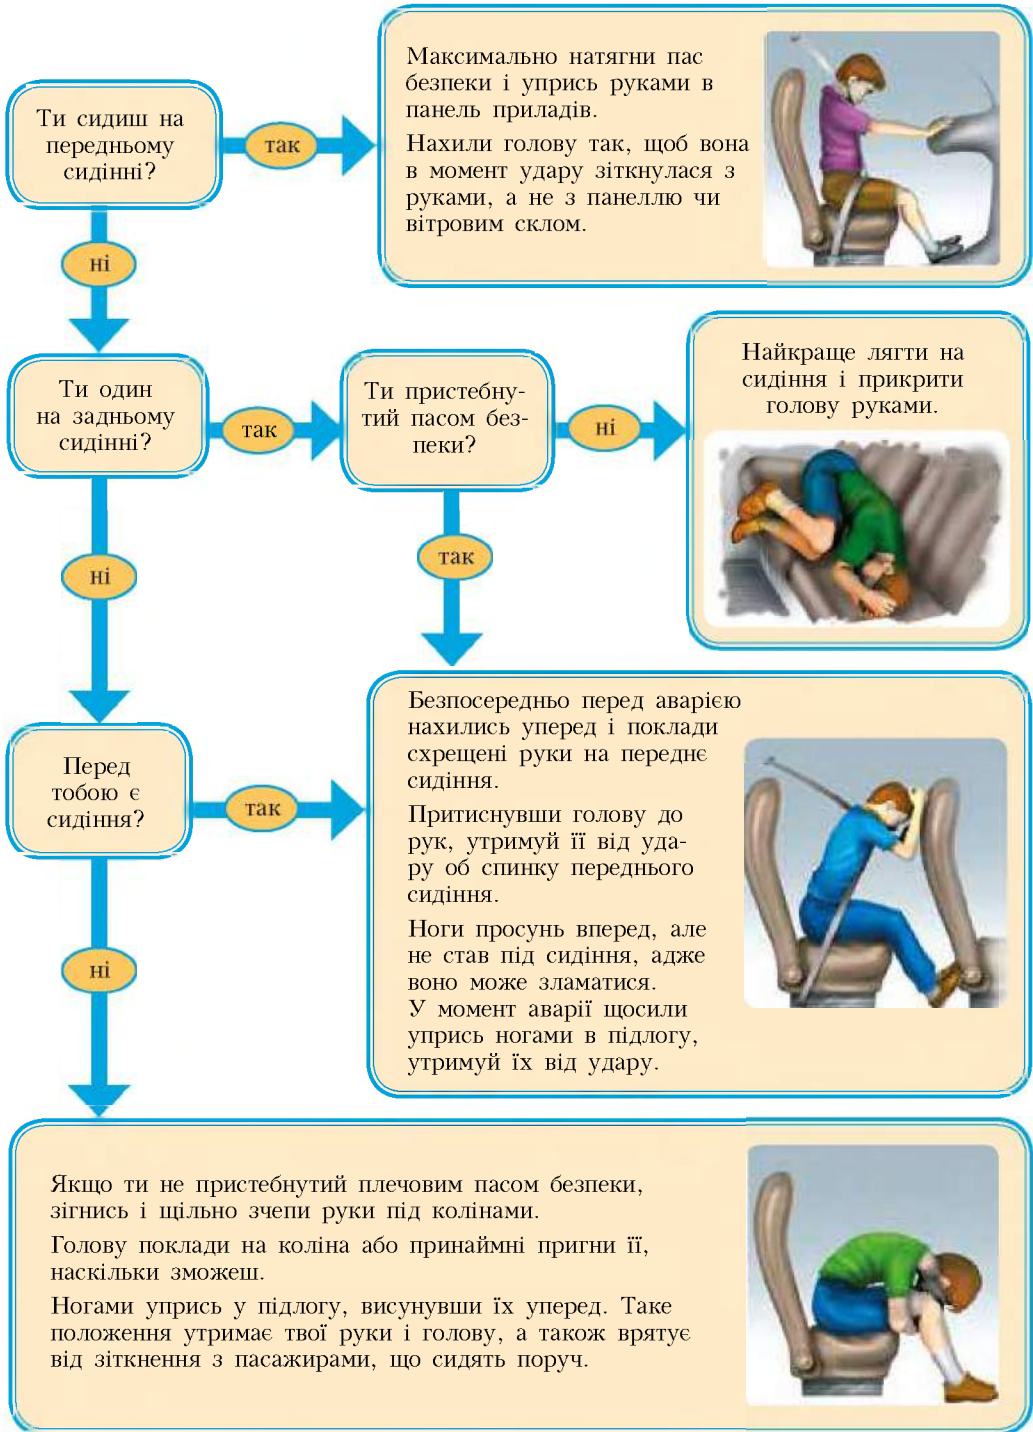 Ти сидиш на
передньому
сидінні?
так
Максимально натягни пас
безпеки і упрись руками в
панель приладів.
Нахили голову так, щоб вона
в момент удару зіткнулася з
руками, а не з панеллю чи
вітровим склом.
ні
Ти один
на задньому
сидінні?
так
Ти пристебну-
тий пасом без-
пеки?
ні
Найкраще лягти на
сидіння і прикрити
голову руками.
ні
так
Перед
тобою є
сидіння?
так
Безпосередньо перед аварією
нахились уперед і поклади
схрещені руки на переднє
сидіння.
Притиснувши голову до
рук, утримуй її від уда-
ру об спинку переднього
сидіння.
Ноги просунь вперед, але
не став під сидіння, адже
воно може зламатися.
У момент аварії щосили
упрись ногами в підлогу,
утримуй їх від удару.
ні
Якщо ти не пристебнутий плечовим пасом безпеки,
зігнись і щільно зчепи руки під колінами.
Голову поклади на коліна або принаймні пригни її,
наскільки зможеш.
Ногами упрись у підлогу, висунувши їх уперед. Таке
положення утримає твої руки і голову, а також врятує
від зіткнення з пасажирами, що сидять поруч.